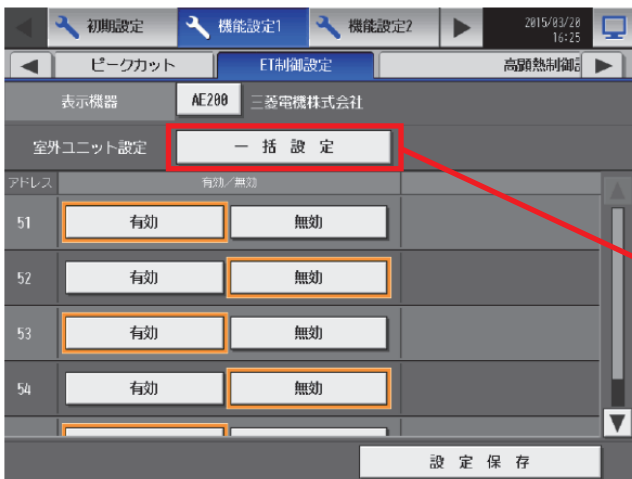 初期設定 機能設定1 機能設定2 2015/03/20
16:25
ピークカット ET制御設定 高顕熱制御
表示機器 AE200 三菱電機株式会社
室外ユニット設定 一括設定
アドレス 有効/無効
51 有効 無効
52 有効 無効
53 有効 無効
54 有効 無効
設定保存